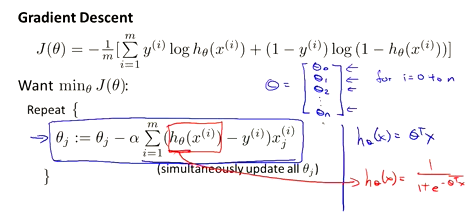 Gradient Descent
J(θ) = −1/m[∑_{i=1}^{m} y^{(i)} log h_θ(x^{(i)}) + (1 − y^{(i)}) log (1 − h_θ(x^{(i)}))]
Want min_θ J(θ):
Θ = [θ_0 θ_1 θ_2 ⋮ θ_n] ← ← ← ← for i=0 to n
Repeat {
θ_j := θ_j − α ∑_{i=1}^{m} (h_θ(x^{(i)}) − y^{(i)})x_j^{(i)}
(simultaneously update all θ_j)
}
h_θ(x) = θ^T x
h_θ(x) = 1/(1+e^{-θ^T x})